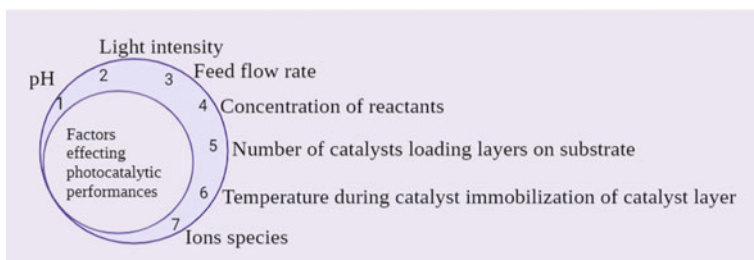 Light intensity
pH
2
3
Feed flow rate
1
4
Concentration of reactants
Factors
effecting
photocatalytic
performances
5
Number of catalysts loading layers on substrate
6
Temperature during catalyst immobilization of catalyst layer
7
Ions species